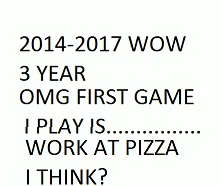 2014-2017 WOW
3 YEAR
OMG FIRST GAME
I PLAY IS................
WORK AT PIZZA
I THINK?